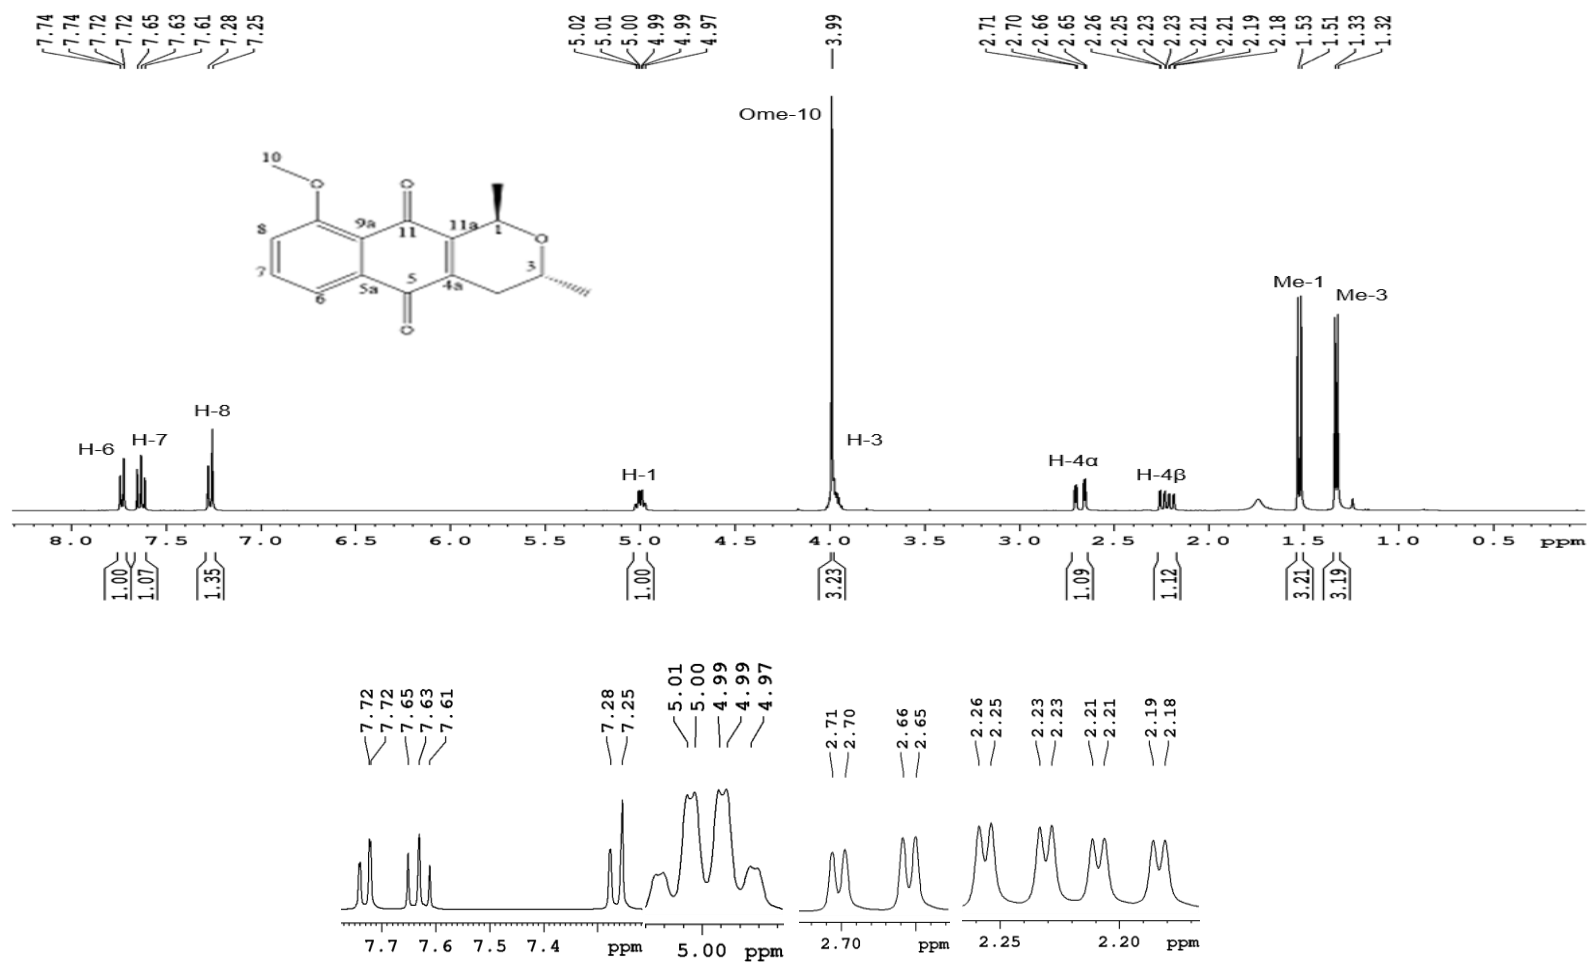 7.74 7.74 7.72 7.72 7.65 7.63 7.61 7.28 7.25 5.02 5.01 5.00 4.99 4.99 4.97 3.99 2.71 2.70 2.66 2.65 2.26 2.25 2.23 2.23 2.21 2.21 2.19 2.18 1.53 1.51 1.33 1.32
Ome-10
10
O O
8 9a 11 11a 1 O
7 3
6 5a 5 4a
O
Me-1
Me-3
H-8
H-6 H-7
H-1
H-3
H-4α
H-4β
8.0 7.5 7.0 6.5 6.0 5.5 5.0 4.5 4.0 3.5 3.0 2.5 2.0 1.5 1.0 0.5 ppm
1.00 1.07 1.35 1.00 3.23 1.09 1.12 3.21 3.19
7.72 7.72 7.65 7.63 7.61 7.28 7.25 5.01 5.00 4.99 4.99 4.97 2.71 2.70 2.66 2.65 2.26 2.25 2.23 2.23 2.21 2.21 2.19 2.18
7.7 7.6 7.5 7.4 ppm 5.00 ppm 2.70 ppm 2.25 2.20 ppm